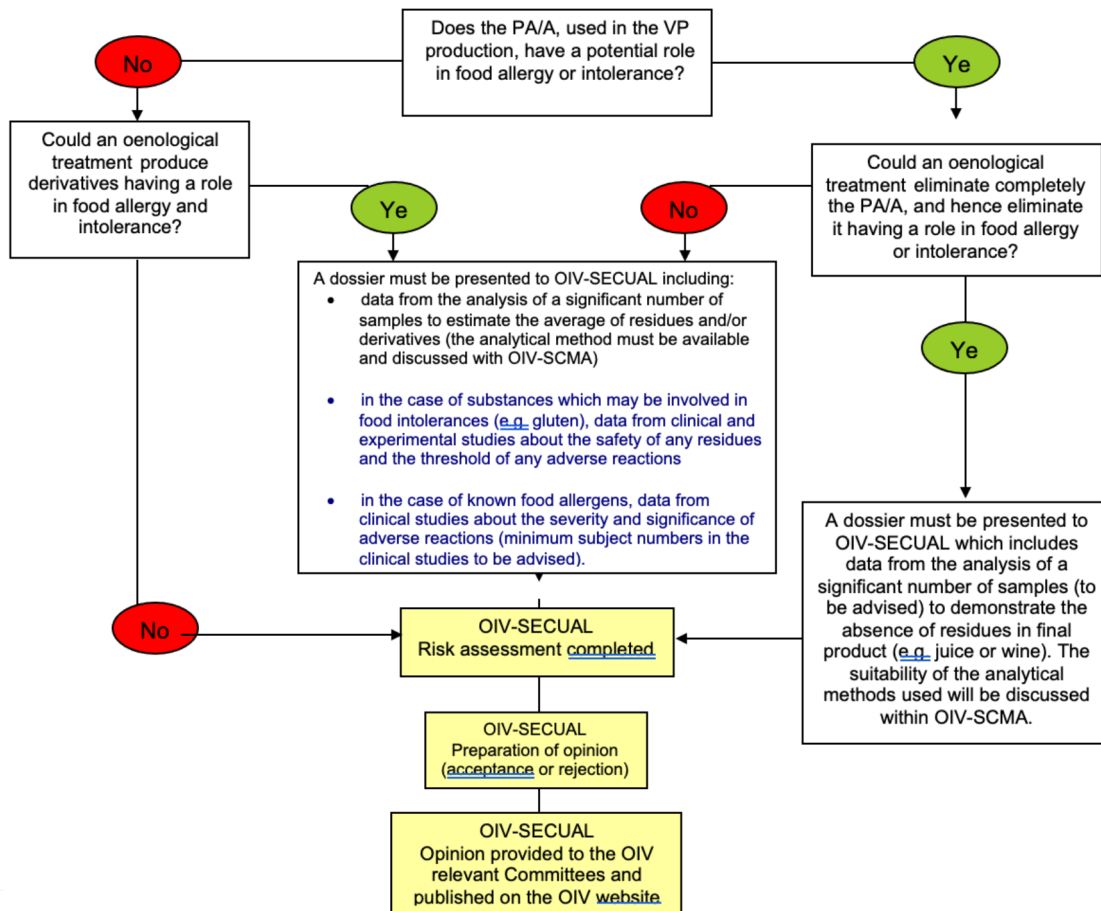 Does the PA/A, used in the VP
production, have a potential role
in food allergy or intolerance?
No
Ye
Could an oenological
treatment produce
derivatives having a role
in food allergy and
intolerance?
Ye
No
Could an oenological
treatment eliminate completely
the PA/A, and hence eliminate
it having a role in food allergy
or intolerance?
A dossier must be presented to OIV-SECUAL including:
• data from the analysis of a significant number of
samples to estimate the average of residues and/or
derivatives (the analytical method must be available
and discussed with OIV-SCMA)
• in the case of substances which may be involved in
food intolerances (e.g. gluten), data from clinical and
experimental studies about the safety of any residues
and the threshold of any adverse reactions
• in the case of known food allergens, data from
clinical studies about the severity and significance of
adverse reactions (minimum subject numbers in the
clinical studies to be advised).
Ye
A dossier must be presented to
OIV-SECUAL which includes
data from the analysis of a
significant number of samples (to
be advised) to demonstrate the
absence of residues in final
product (e.g. juice or wine). The
suitability of the analytical
methods used will be discussed
within OIV-SCMA.
No
OIV-SECUAL
Risk assessment completed
OIV-SECUAL
Preparation of opinion
(acceptance or rejection)
OIV-SECUAL
Opinion provided to the OIV
relevant Committees and
published on the OIV website